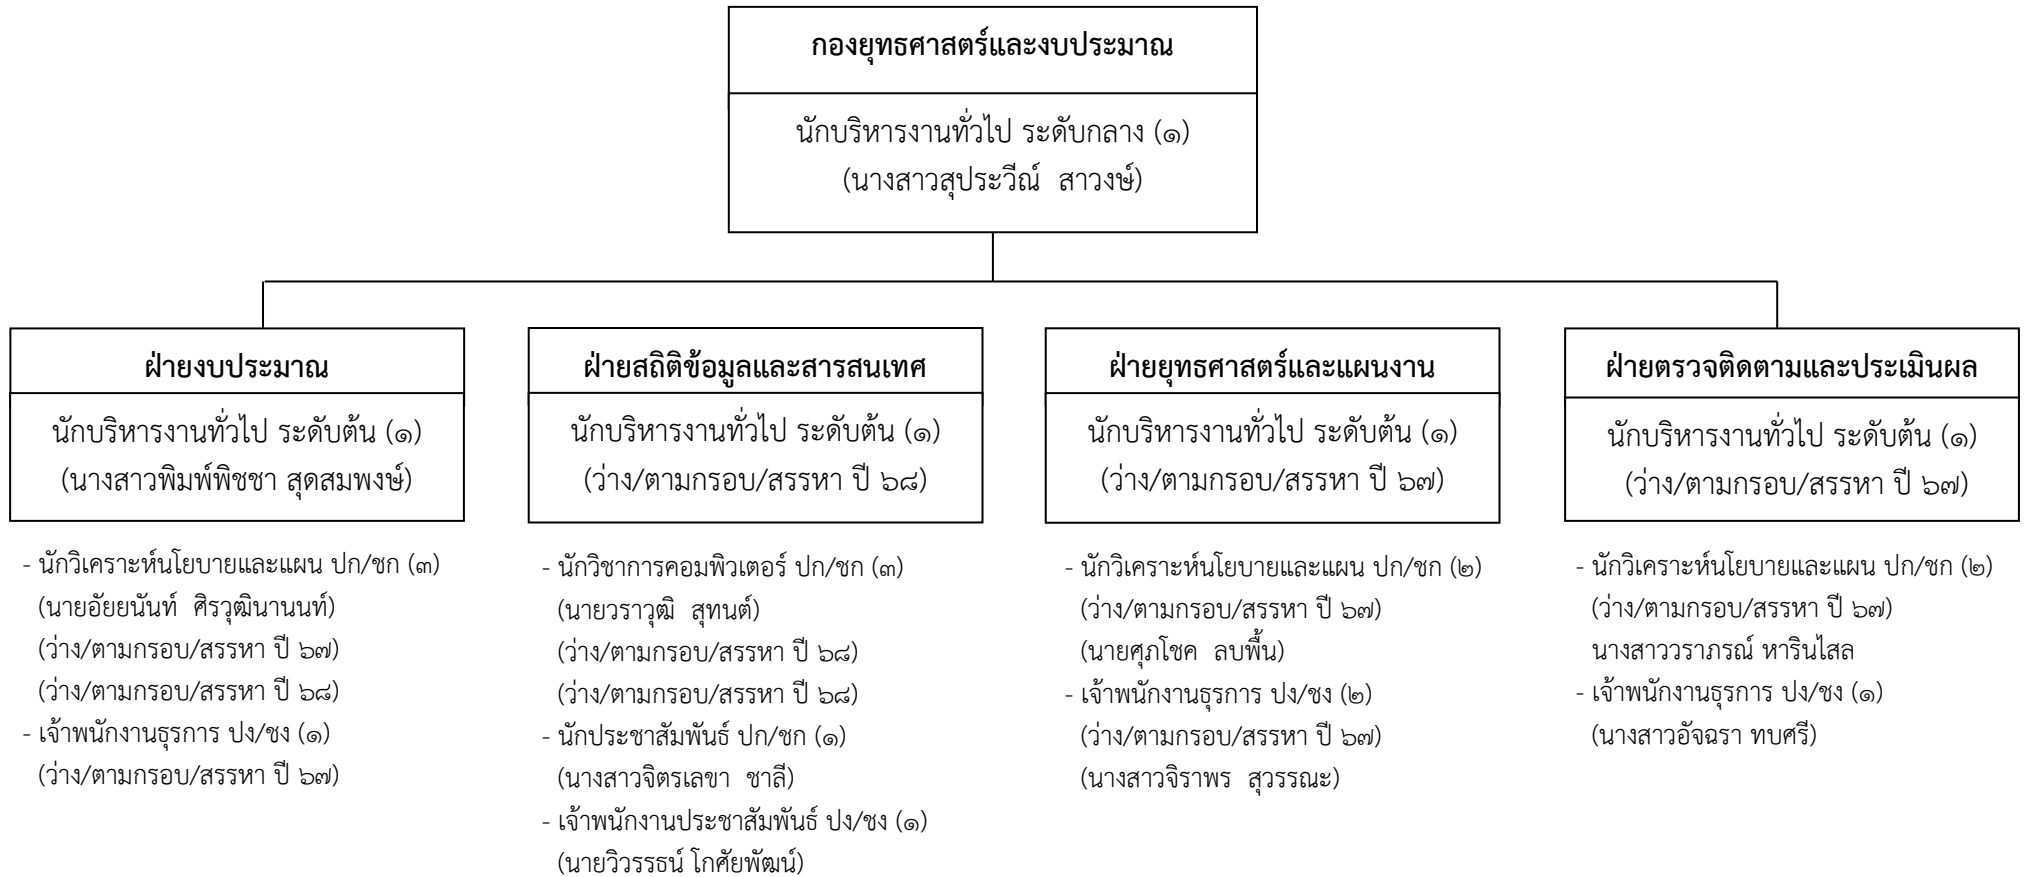 กองยุทธศาสตร์และงบประมาณ
นักบริหารงานทั่วไป ระดับกลาง (๑)
(นางสาวสุประวีณ์ สาวงษ์)
ฝ่ายงบประมาณ
นักบริหารงานทั่วไป ระดับต้น (๑)
(นางสาวพิมพ์พิชชา สุดสมพงษ์)
- นักวิเคราะห์นโยบายและแผน ปก/ชก (๓)
(นายอัยยนันท์ ศิรวุฒินานนท์)
(ว่าง/ตามกรอบ/สรรหา ปี ๖๗)
(ว่าง/ตามกรอบ/สรรหา ปี ๖๘)
- เจ้าพนักงานธุรการ ปง/ชง (๑)
(ว่าง/ตามกรอบ/สรรหา ปี ๖๗)
ฝ่ายสถิติข้อมูลและสารสนเทศ
นักบริหารงานทั่วไป ระดับต้น (๑)
(ว่าง/ตามกรอบ/สรรหา ปี ๖๘)
- นักวิชาการคอมพิวเตอร์ ปก/ชก (๓)
(นายวราวุฒิ สุทนต์)
(ว่าง/ตามกรอบ/สรรหา ปี ๖๘)
(ว่าง/ตามกรอบ/สรรหา ปี ๖๘)
- นักประชาสัมพันธ์ ปก/ชก (๑)
(นางสาวจิตรเลขา ชาลี)
- เจ้าพนักงานประชาสัมพันธ์ ปง/ชง (๑)
(นายวิวรรธน์ โกศัยพัฒน์)
ฝ่ายยุทธศาสตร์และแผนงาน
นักบริหารงานทั่วไป ระดับต้น (๑)
(ว่าง/ตามกรอบ/สรรหา ปี ๖๗)
- นักวิเคราะห์นโยบายและแผน ปก/ชก (๒)
(ว่าง/ตามกรอบ/สรรหา ปี ๖๗)
(นายศุภโชค ลบพื้น)
- เจ้าพนักงานธุรการ ปง/ชง (๒)
(ว่าง/ตามกรอบ/สรรหา ปี ๖๗)
(นางสาวจิราพร สุวรรณะ)
ฝ่ายตรวจติดตามและประเมินผล
นักบริหารงานทั่วไป ระดับต้น (๑)
(ว่าง/ตามกรอบ/สรรหา ปี ๖๗)
- นักวิเคราะห์นโยบายและแผน ปก/ชก (๒)
(ว่าง/ตามกรอบ/สรรหา ปี ๖๗)
นางสาววราภรณ์ หารินไสล
- เจ้าพนักงานธุรการ ปง/ชง (๑)
(นางสาวอัจฉรา ทบศรี)